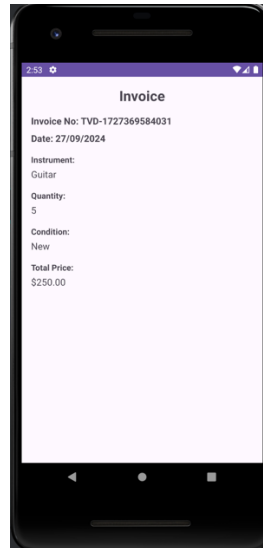 2:53
Invoice
Invoice No: TVD-1727369584031
Date: 27/09/2024
Instrument:
Guitar
Quantity:
5
Condition:
New
Total Price:
$250.00